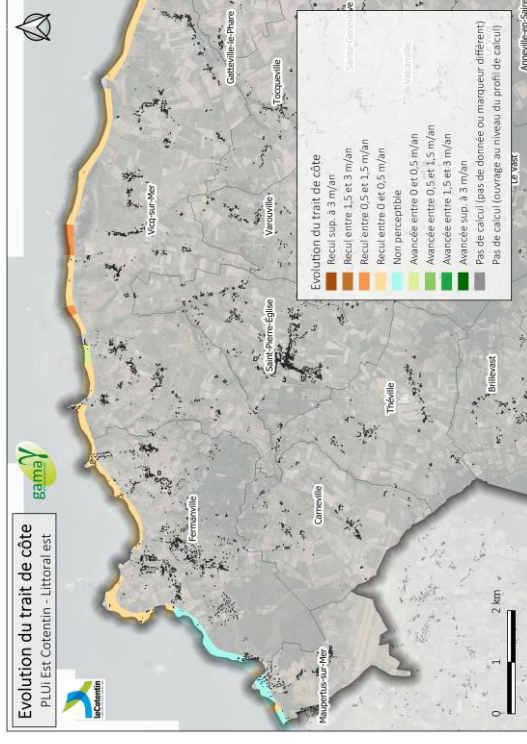 Evolution du trait de côte
PLUi Est Cotentin - Littoral est
leCotentin
gama
Gatteville-le-Phare
Tocqueville
Vicq-sur-Mer
Varouville
Saint-Pierre-Église
Théville
Brillevast
Fermanville
Carneville
Maupertus-sur-Mer
Le Vast
Anneville-en-Saire
Evolution du trait de côte
Recul sup. à 3 m/an
Recul entre 1,5 et 3 m/an
Recul entre 0,5 et 1,5 m/an
Recul entre 0 et 0,5 m/an
Non perceptible
Avancée entre 0 et 0,5 m/an
Avancée entre 0,5 et 1,5 m/an
Avancée entre 1,5 et 3 m/an
Avancée sup. à 3 m/an
Pas de calcul (pas de donnée ou marqueur différent)
Pas de calcul (ouvrage au niveau du profil de calcul)
0 1 2 km